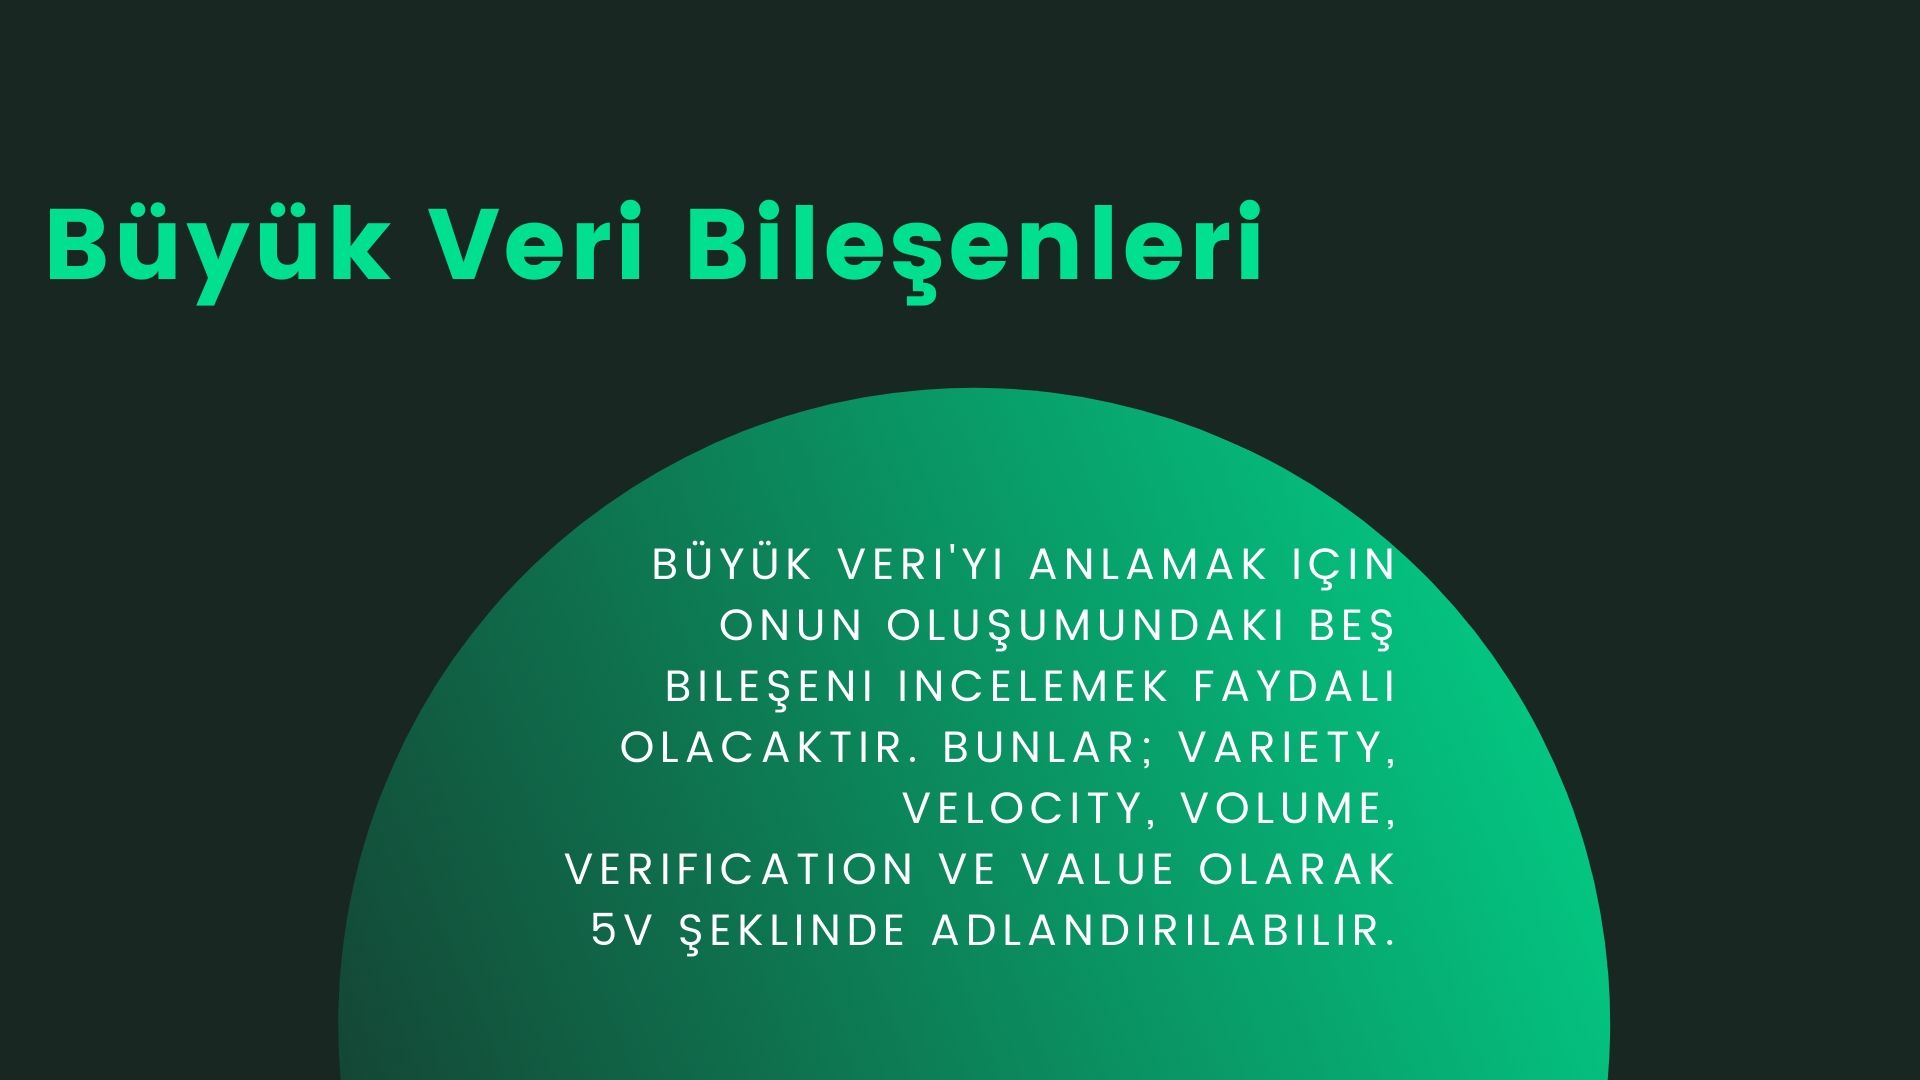 Büyük Veri Bileşenleri
BÜYÜK VERI'YI ANLAMAK IÇIN
ONUN OLUŞUMUNDAKI BEŞ
BILEŞENI INCELEMEK FAYDALI
OLACAKTIR. BUNLAR; VARIETY,
VELOCITY, VOLUME,
VERIFICATION VE VALUE OLARAK
5V ŞEKLINDE ADLANDIRILABILIR.